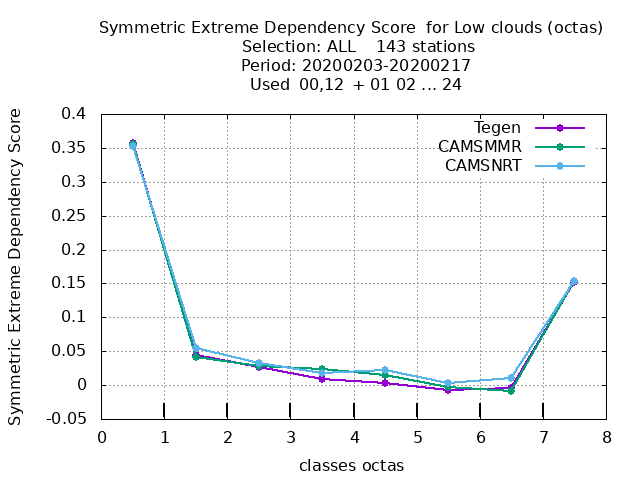 Symmetric Extreme Dependency Score  for Low clouds (octas)
Selection: ALL    143 stations
Period: 20200203-20200217
Used  00,12  + 01 02 ... 24
Symmetric Extreme Dependency Score
0.4
0.35
0.3
0.25
0.2
0.15
0.1
0.05
0
-0.05
Tegen
CAMSMMR
CAMSNRT
0 1 2 3 4 5 6 7 8
classes octas